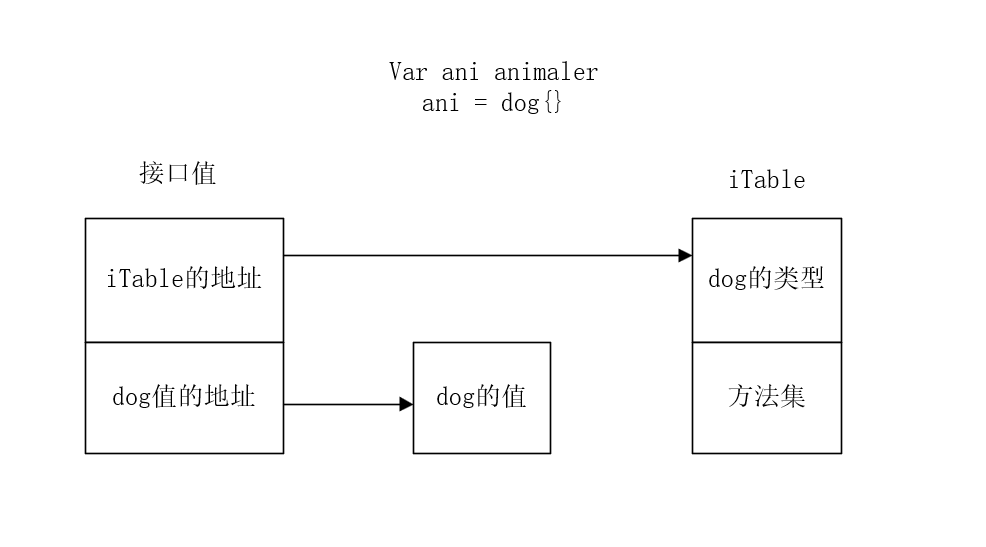 Var ani animaler
ani = dog{}
接口值
iTable
iTable的地址
dog的类型
dog值的地址
dog的值
方法集